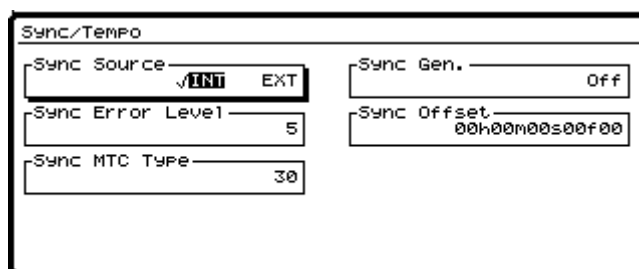 Sync/Tempo
Sync Source
√INT EXT
Sync Gen.
Off
Sync Error Level
5
Sync Offset
00h00m00s00f00
Sync MTC Type
30